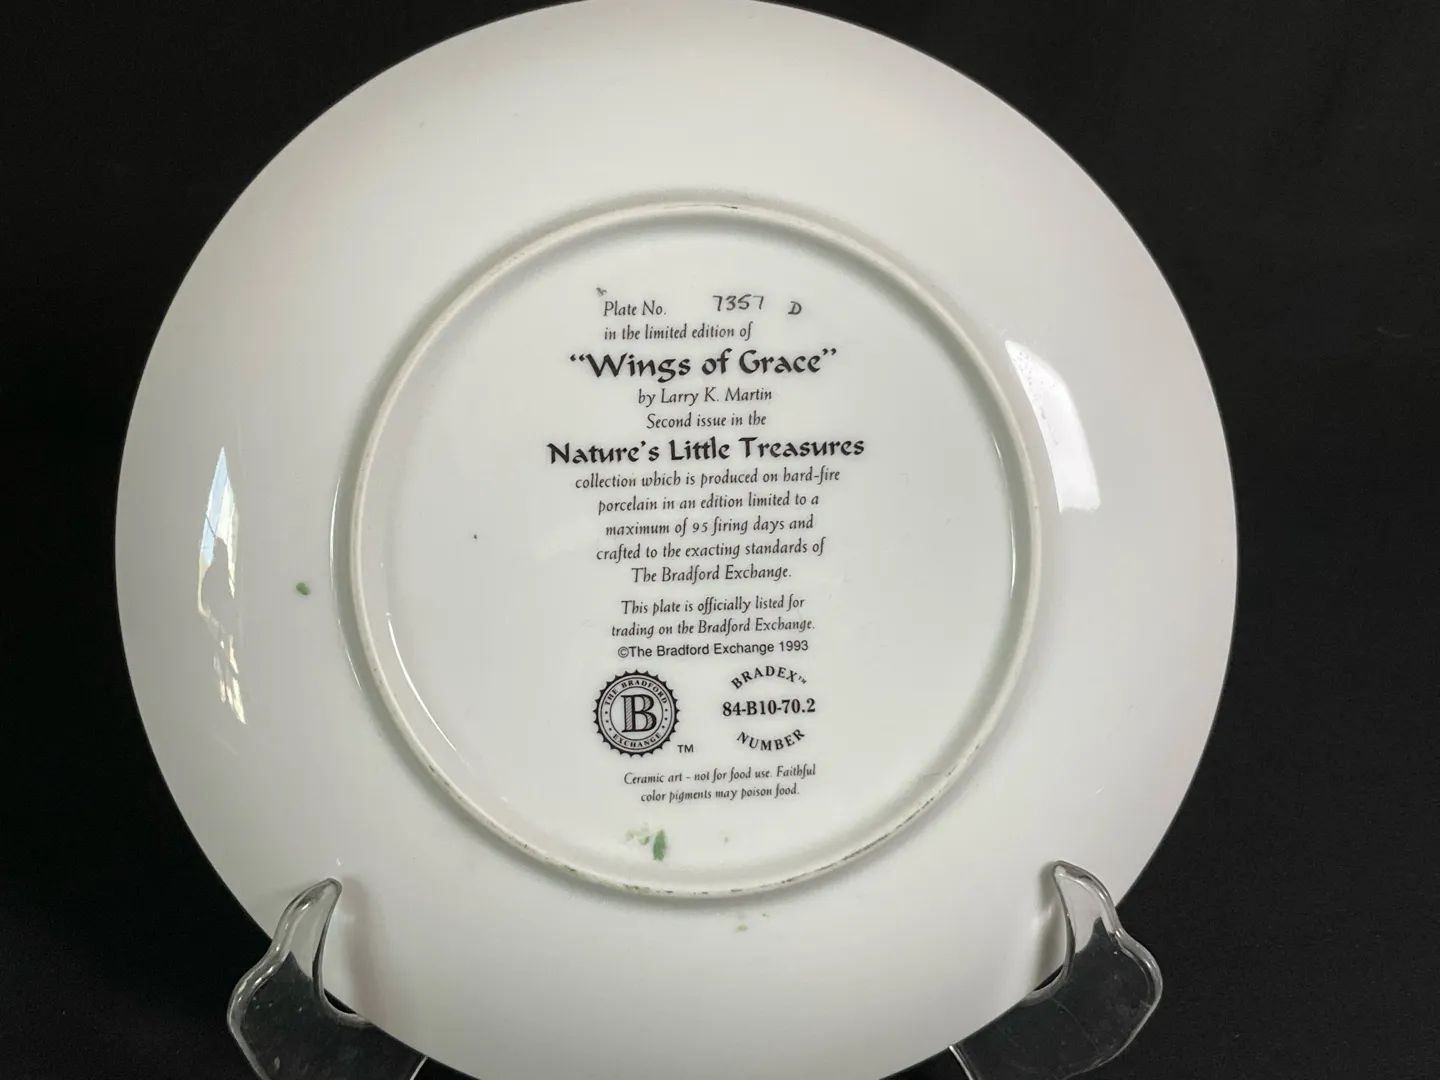 Plate No. 7357 D
in the limited edition of
“Wings of Grace”
by Larry K. Martin
Second issue in the
Nature's Little Treasures
collection which is produced on hard-fire
porcelain in an edition limited to a
maximum of 95 firing days and
crafted to the exacting standards of
The Bradford Exchange.
This plate is officially listed for
trading on the Bradford Exchange.
©The Bradford Exchange 1993
THE BRADFORD
B
EXCHANGE
TM
BRADEX™
84-B10-70.2
NUMBER
Ceramic art - not for food use. Faithful
color pigments may poison food.